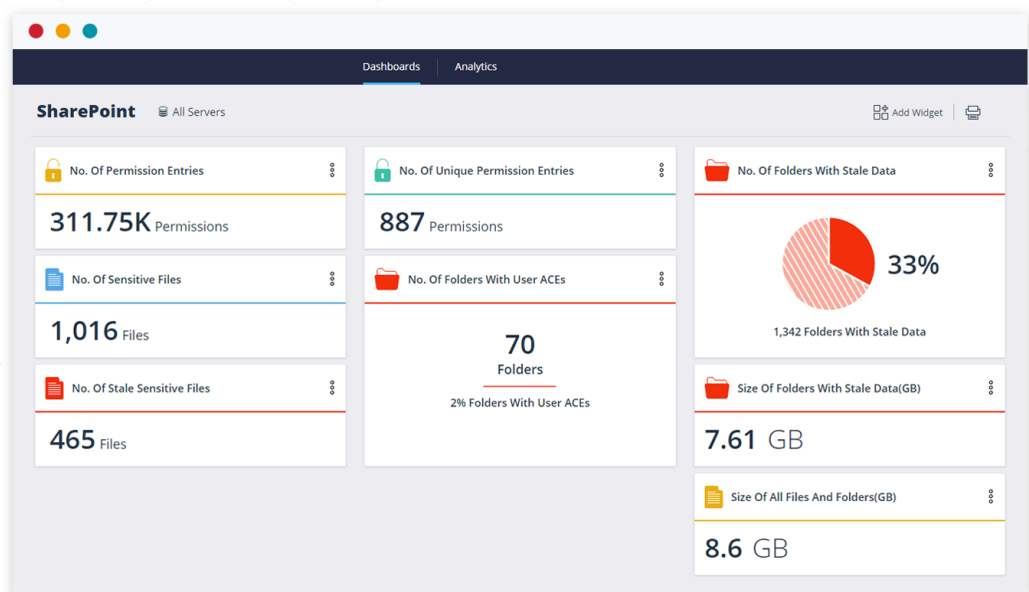 Dashboards
Analytics
SharePoint
All Servers
Add Widget
No. Of Permission Entries
311.75K Permissions
No. Of Sensitive Files
1,016 Files
No. Of Stale Sensitive Files
465 Files
No. Of Unique Permission Entries
887 Permissions
No. Of Folders With User ACEs
70
Folders
2% Folders With User ACEs
No. Of Folders With Stale Data
33%
1,342 Folders With Stale Data
Size Of Folders With Stale Data(GB)
7.61 GB
Size Of All Files And Folders(GB)
8.6 GB